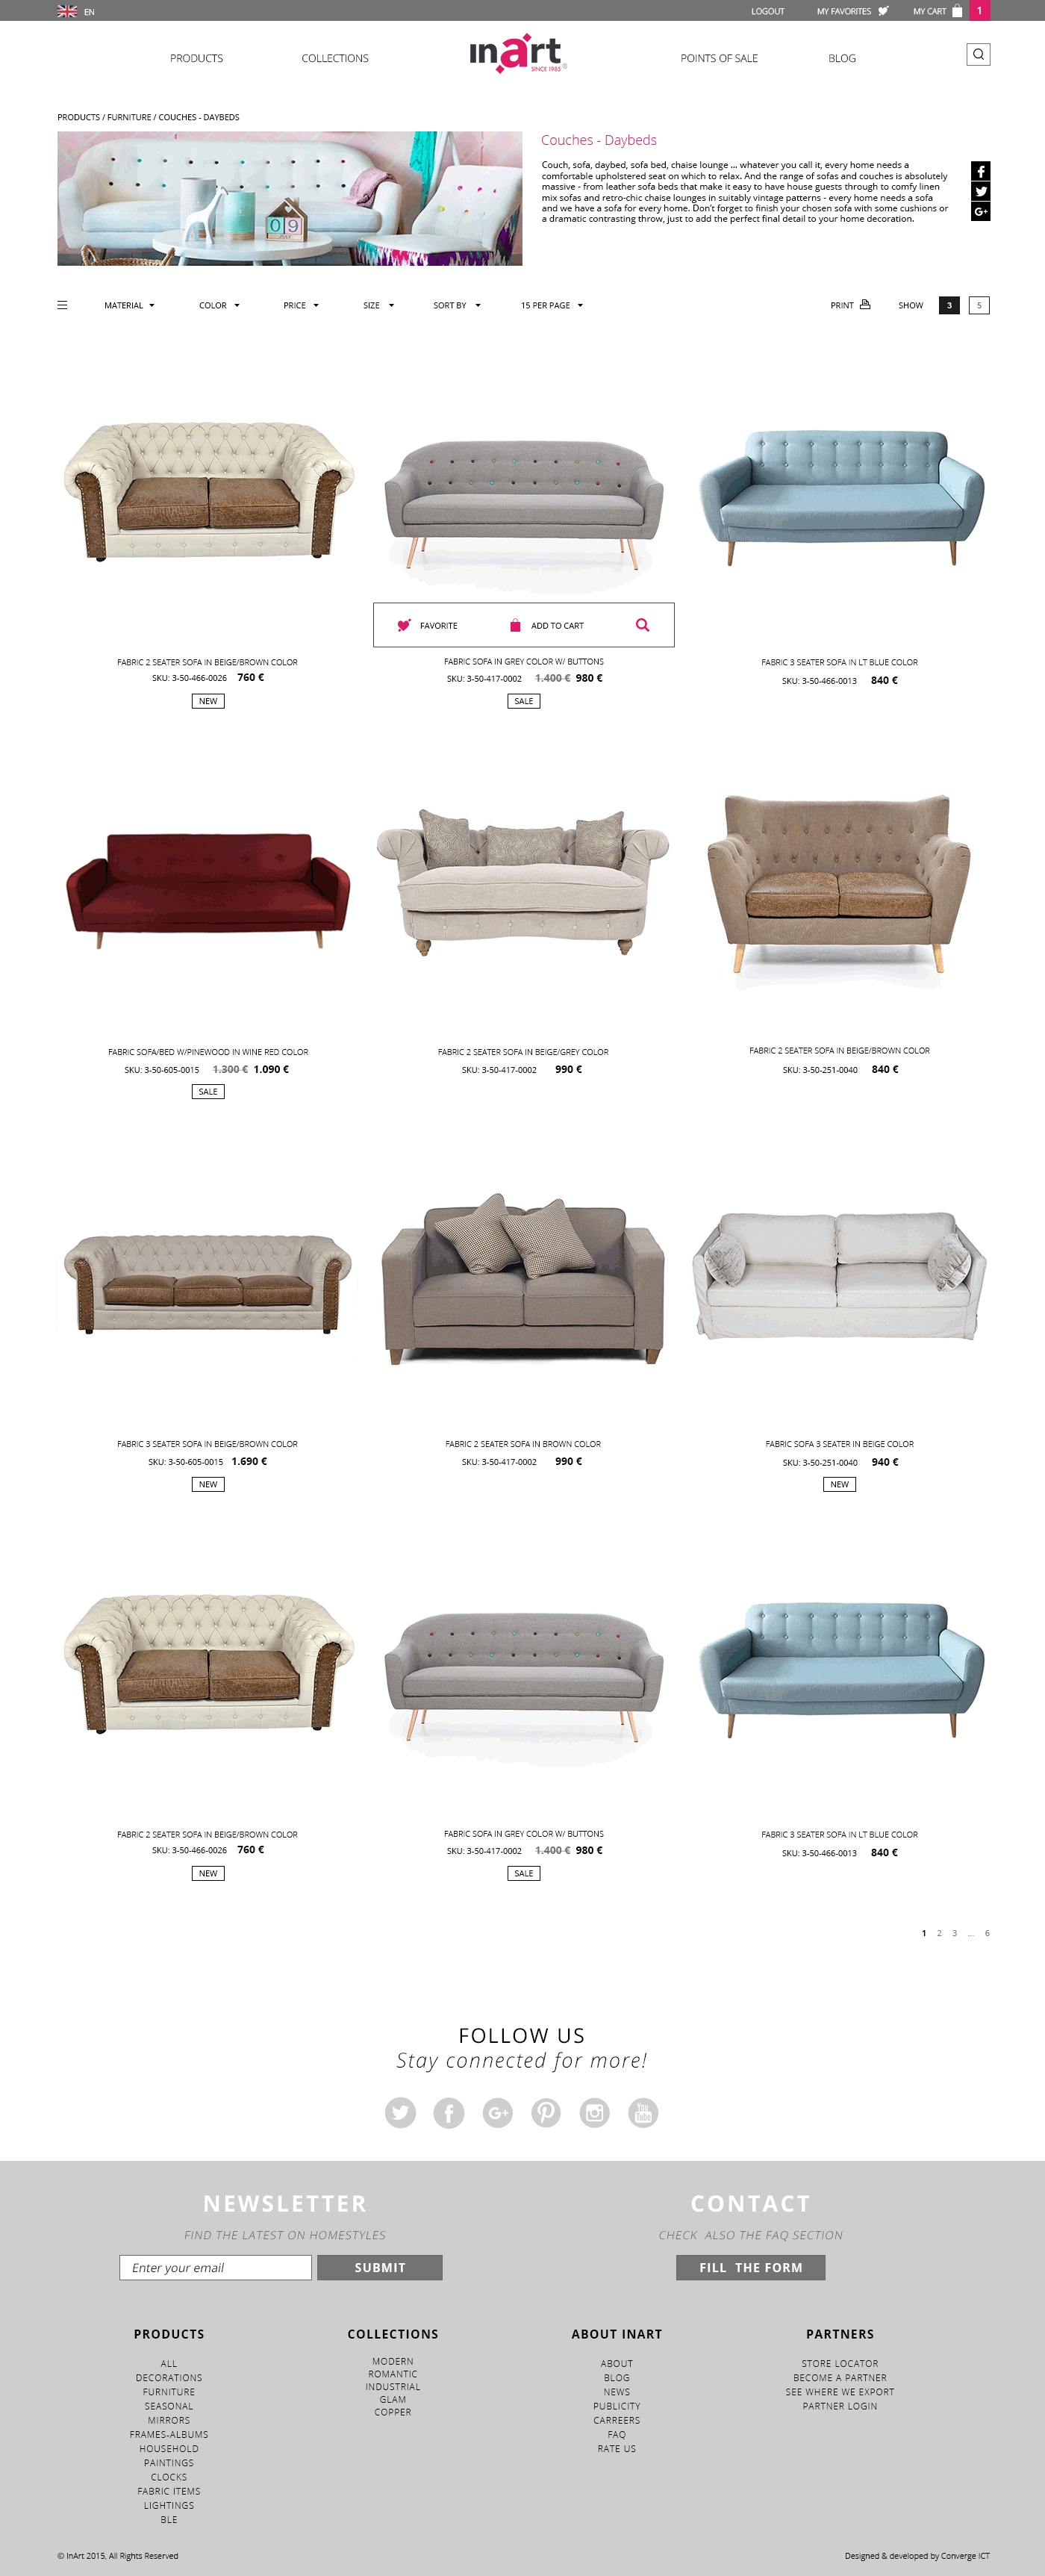 EN
LOGOUT
MY FAVORITES
MY CART
1
PRODUCTS
COLLECTIONS
inart
SINCE 1985
®
POINTS OF SALE
BLOG
PRODUCTS / FURNITURE / COUCHES - DAYBEDS
09
Couches - Daybeds
Couch, sofa, daybed, sofa bed, chaise lounge ... whatever you call it, every home needs a
comfortable upholstered seat on which to relax. And the range of sofas and couches is absolutely
massive - from leather sofa beds that make it easy to have house guests through to comfy linen
mix sofas and retro-chic chaise lounges in suitably vintage patterns - every home needs a sofa
and we have a sofa for every home. Don't forget to finish your chosen sofa with some cushions or
a dramatic contrasting throw, just to add the perfect final detail to your home decoration.
MATERIAL
COLOR
PRICE
SIZE
SORT BY
15 PER PAGE
PRINT
SHOW
3
5
FAVORITE
ADD TO CART
FABRIC 2 SEATER SOFA IN BEIGE/BROWN COLOR
SKU: 3-50-466-0026 760 €
NEW
FABRIC SOFA IN GREY COLOR W/ BUTTONS
SKU: 3-50-417-0002 1.400 € 980 €
SALE
FABRIC 3 SEATER SOFA IN LT BLUE COLOR
SKU: 3-50-466-0013 840 €
FABRIC SOFA/BED W/PINEWOOD IN WINE RED COLOR
SKU: 3-50-605-0015 1.300 € 1.090 €
SALE
FABRIC 2 SEATER SOFA IN BEIGE/GREY COLOR
SKU: 3-50-417-0002 990 €
FABRIC 2 SEATER SOFA IN BEIGE/BROWN COLOR
SKU: 3-50-251-0040 840 €
FABRIC 3 SEATER SOFA IN BEIGE/BROWN COLOR
SKU: 3-50-605-0015 1.690 €
NEW
FABRIC 2 SEATER SOFA IN BROWN COLOR
SKU: 3-50-417-0002 990 €
FABRIC SOFA 3 SEATER IN BEIGE COLOR
SKU: 3-50-251-0040 940 €
NEW
FABRIC 2 SEATER SOFA IN BEIGE/BROWN COLOR
SKU: 3-50-466-0026 760 €
NEW
FABRIC SOFA IN GREY COLOR W/ BUTTONS
SKU: 3-50-417-0002 1.400 € 980 €
SALE
FABRIC 3 SEATER SOFA IN LT BLUE COLOR
SKU: 3-50-466-0013 840 €
1 2 3 ... 6
FOLLOW US
Stay connected for more!
You
Tube
NEWSLETTER
FIND THE LATEST ON HOMESTYLES
Enter your email
SUBMIT
CONTACT
CHECK ALSO THE FAQ SECTION
FILL THE FORM
PRODUCTS
ALL
DECORATIONS
FURNITURE
SEASONAL
MIRRORS
FRAMES-ALBUMS
HOUSEHOLD
PAINTINGS
CLOCKS
FABRIC ITEMS
LIGHTINGS
BLE
COLLECTIONS
MODERN
ROMANTIC
INDUSTRIAL
GLAM
COPPER
ABOUT INART
ABOUT
BLOG
NEWS
PUBLICITY
CARREERS
FAQ
RATE US
PARTNERS
STORE LOCATOR
BECOME A PARTNER
SEE WHERE WE EXPORT
PARTNER LOGIN
© InArt 2015, All Rights Reserved
Designed & developed by Converge ICT